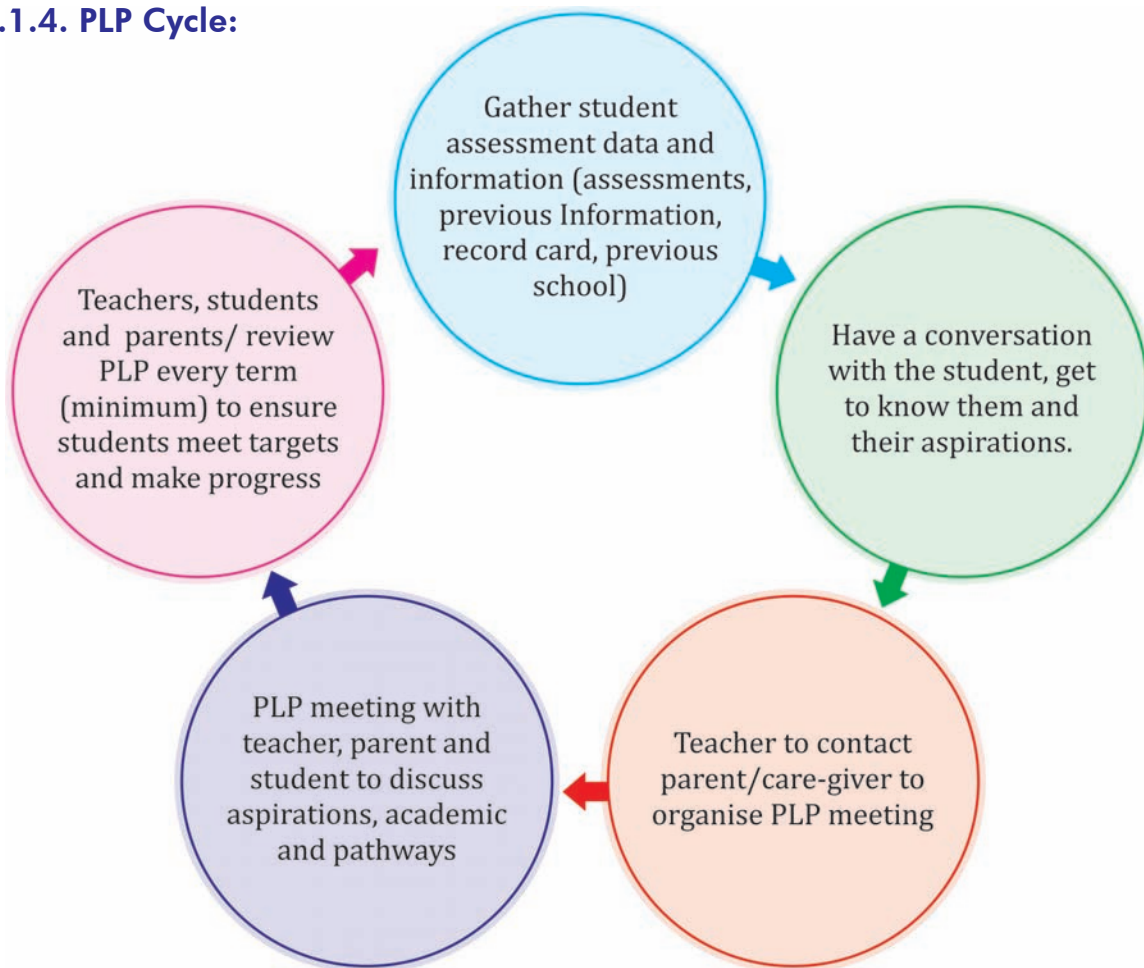 .1.4. PLP Cycle:
Gather student
assessment data and
information (assessments,
previous Information,
record card, previous
school)
Have a conversation
with the student, get
to know them and
their aspirations.
Teacher to contact
parent/care-giver to
organise PLP meeting
PLP meeting with
teacher, parent and
student to discuss
aspirations, academic
and pathways
Teachers, students
and parents/ review
PLP every term
(minimum) to ensure
students meet targets
and make progress